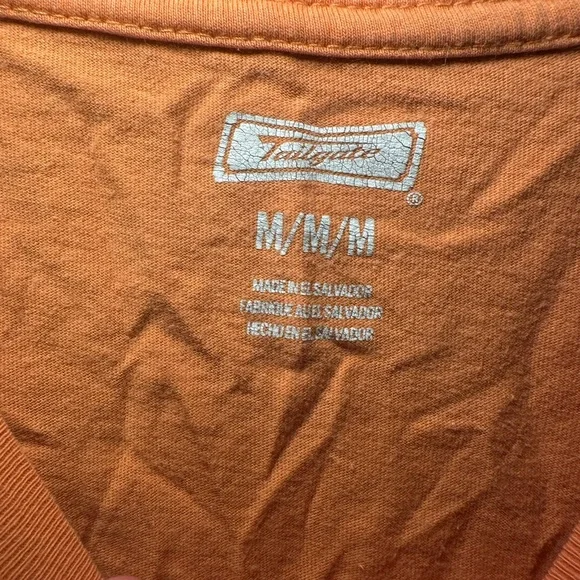 Tailgate
®
M/M/M
MADE IN EL SALVADOR
FABRIQUE AU EL SALVADOR
HECHO EN EL SALVADOR